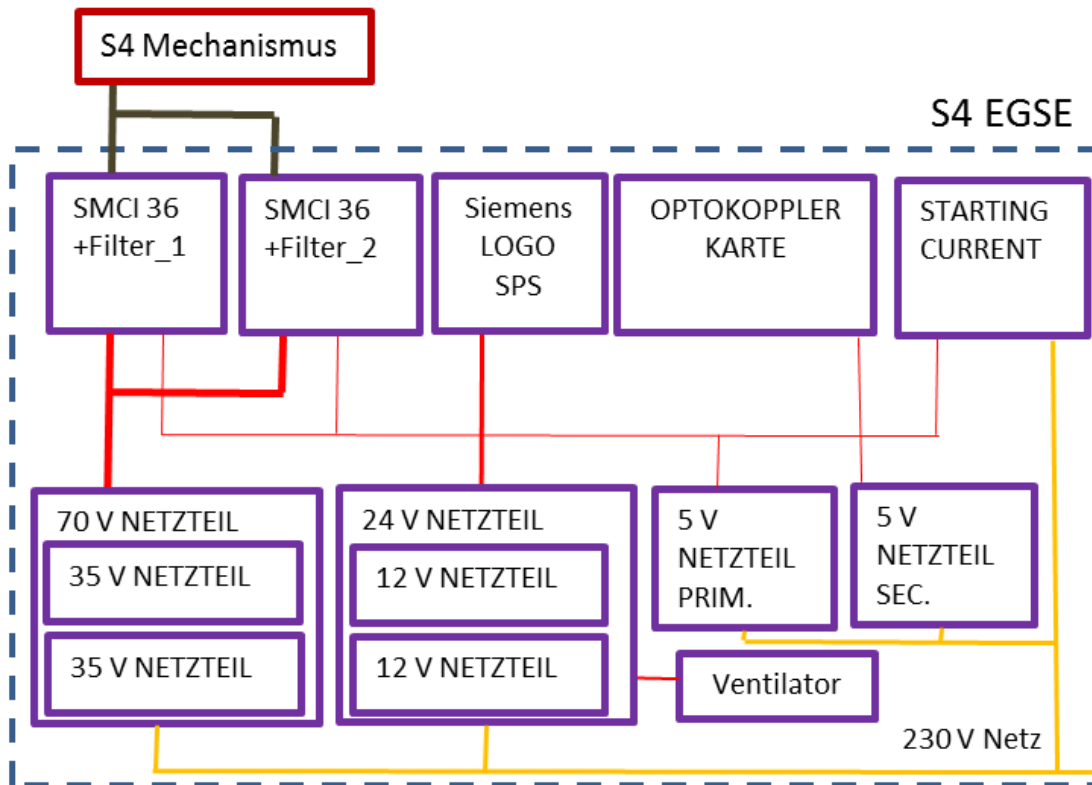 S4 Mechanismus
S4 EGSE
SMCI 36
+Filter_1
SMCI 36
+Filter_2
Siemens
LOGO
SPS
OPTOKOPPLER
KARTE
STARTING
CURRENT
70 V NETZTEIL
35 V NETZTEIL
35 V NETZTEIL
24 V NETZTEIL
12 V NETZTEIL
12 V NETZTEIL
5 V
NETZTEIL
PRIM.
5 V
NETZTEIL
SEC.
Ventilator
230 V Netz